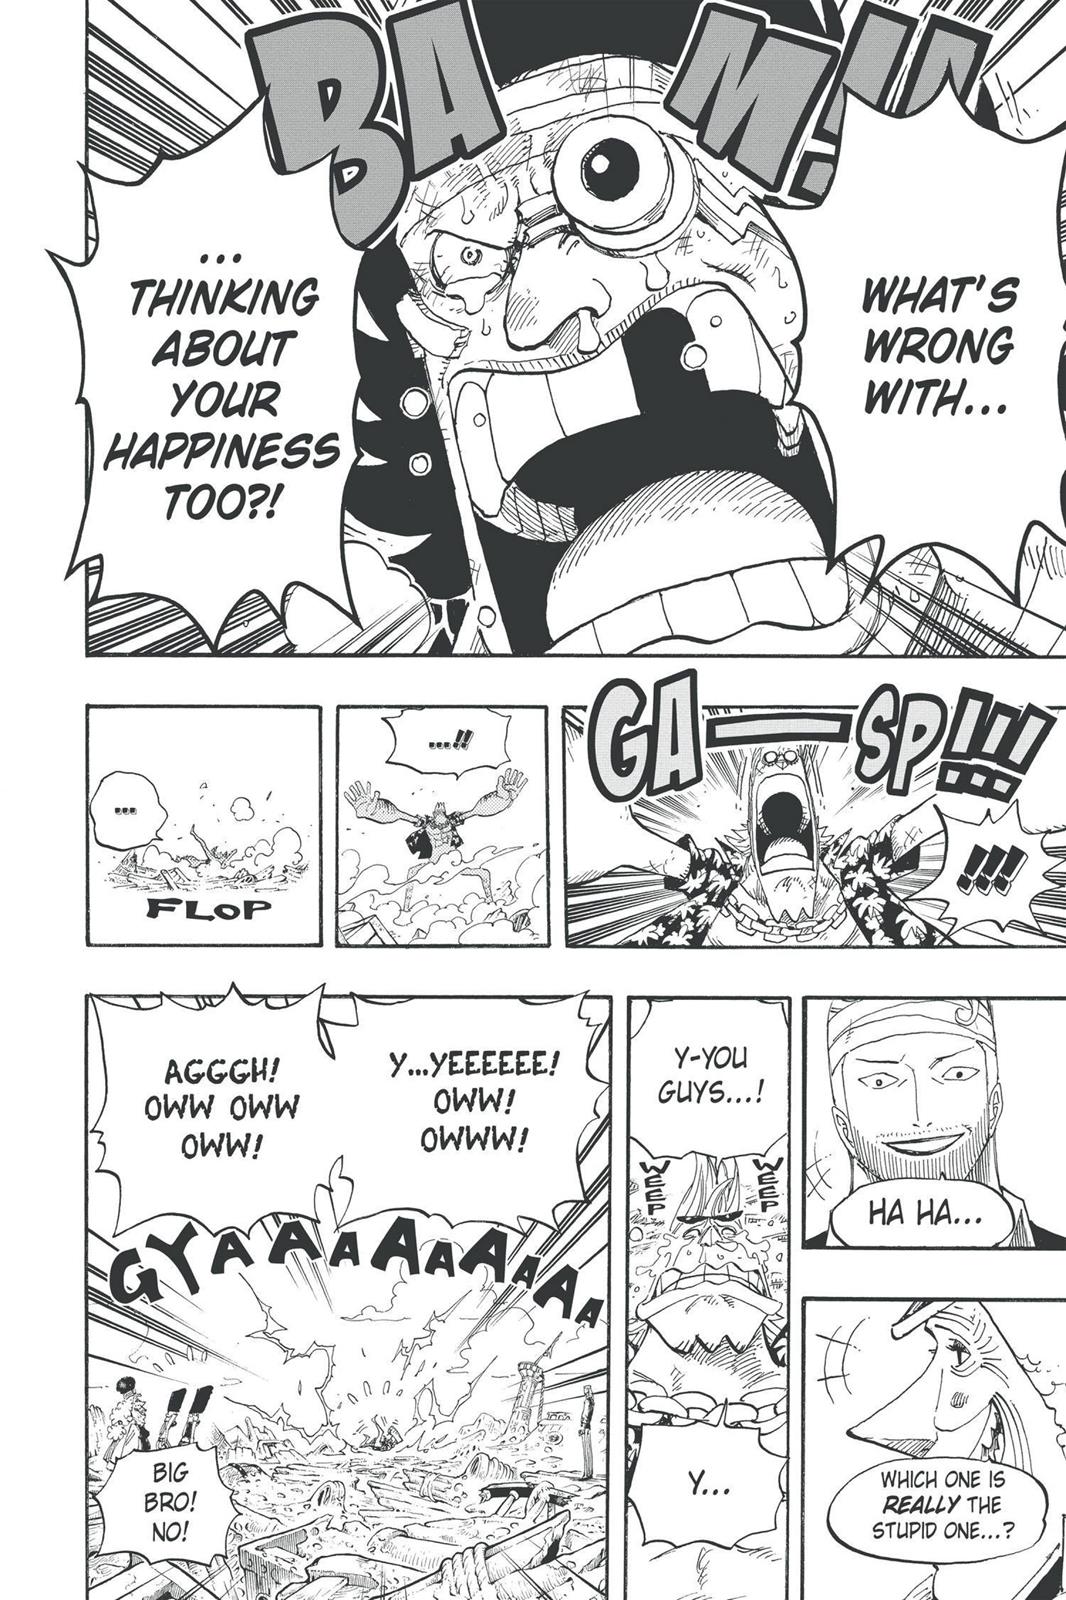 BAM!!
WHAT'S
WRONG
WITH...
...
THINKING
ABOUT
YOUR
HAPPINESS
TOO?!
GA—SP!!!
...!!!
...!!
...
FLOP
HA HA...
WHICH ONE IS
REALLY THE
STUPID ONE...?
Y-YOU
GUYS...!
WEEP
WEEP
Y...
Y...YEEEEEE!
OWW!
OWWW!
AGGGH!
OWW OWW
OWW!
GYAAAAAAAAA
!!
BIG
BRO!
NO!